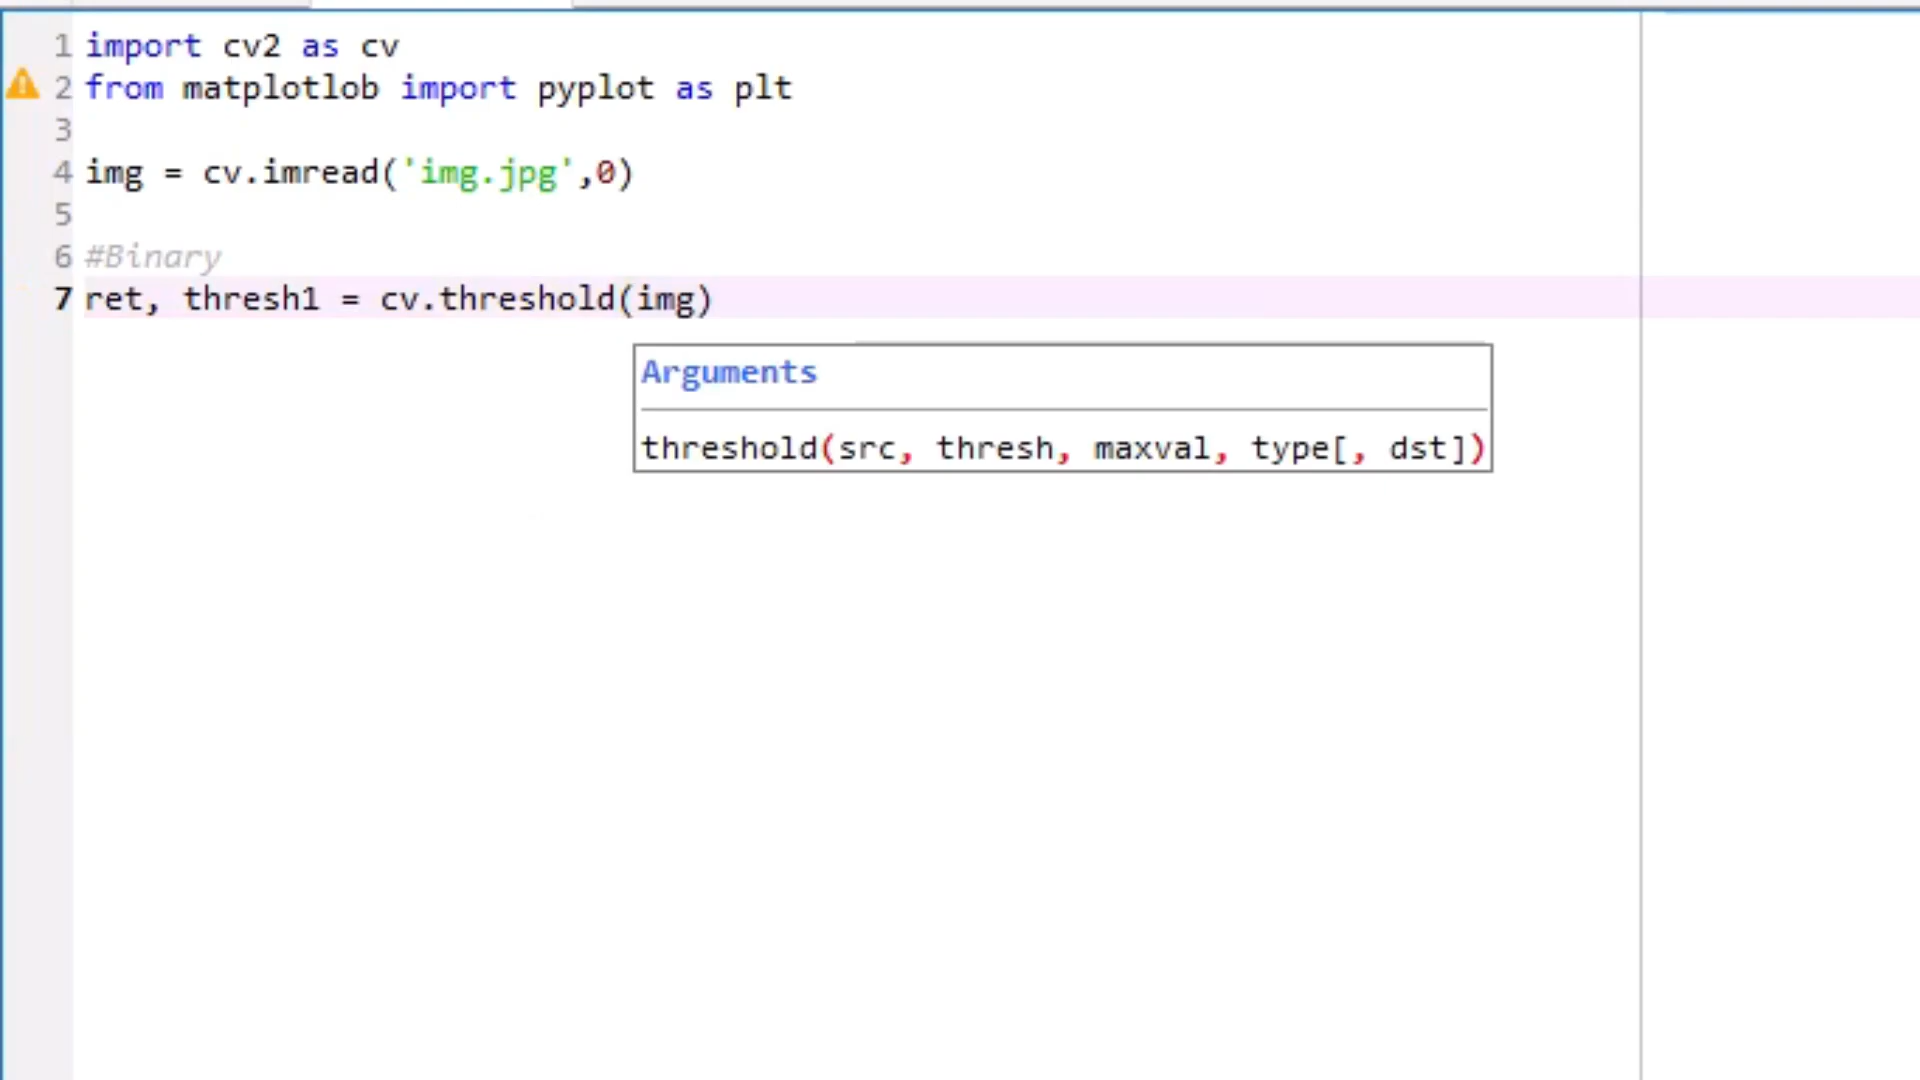 1 import cv2 as cv
2 from matplotlob import pyplot as plt
3
4 img = cv.imread('img.jpg',0)
5
6 #Binary
7 ret, thresh1 = cv.threshold(img)
Arguments
threshold(src, thresh, maxval, type[, dst])